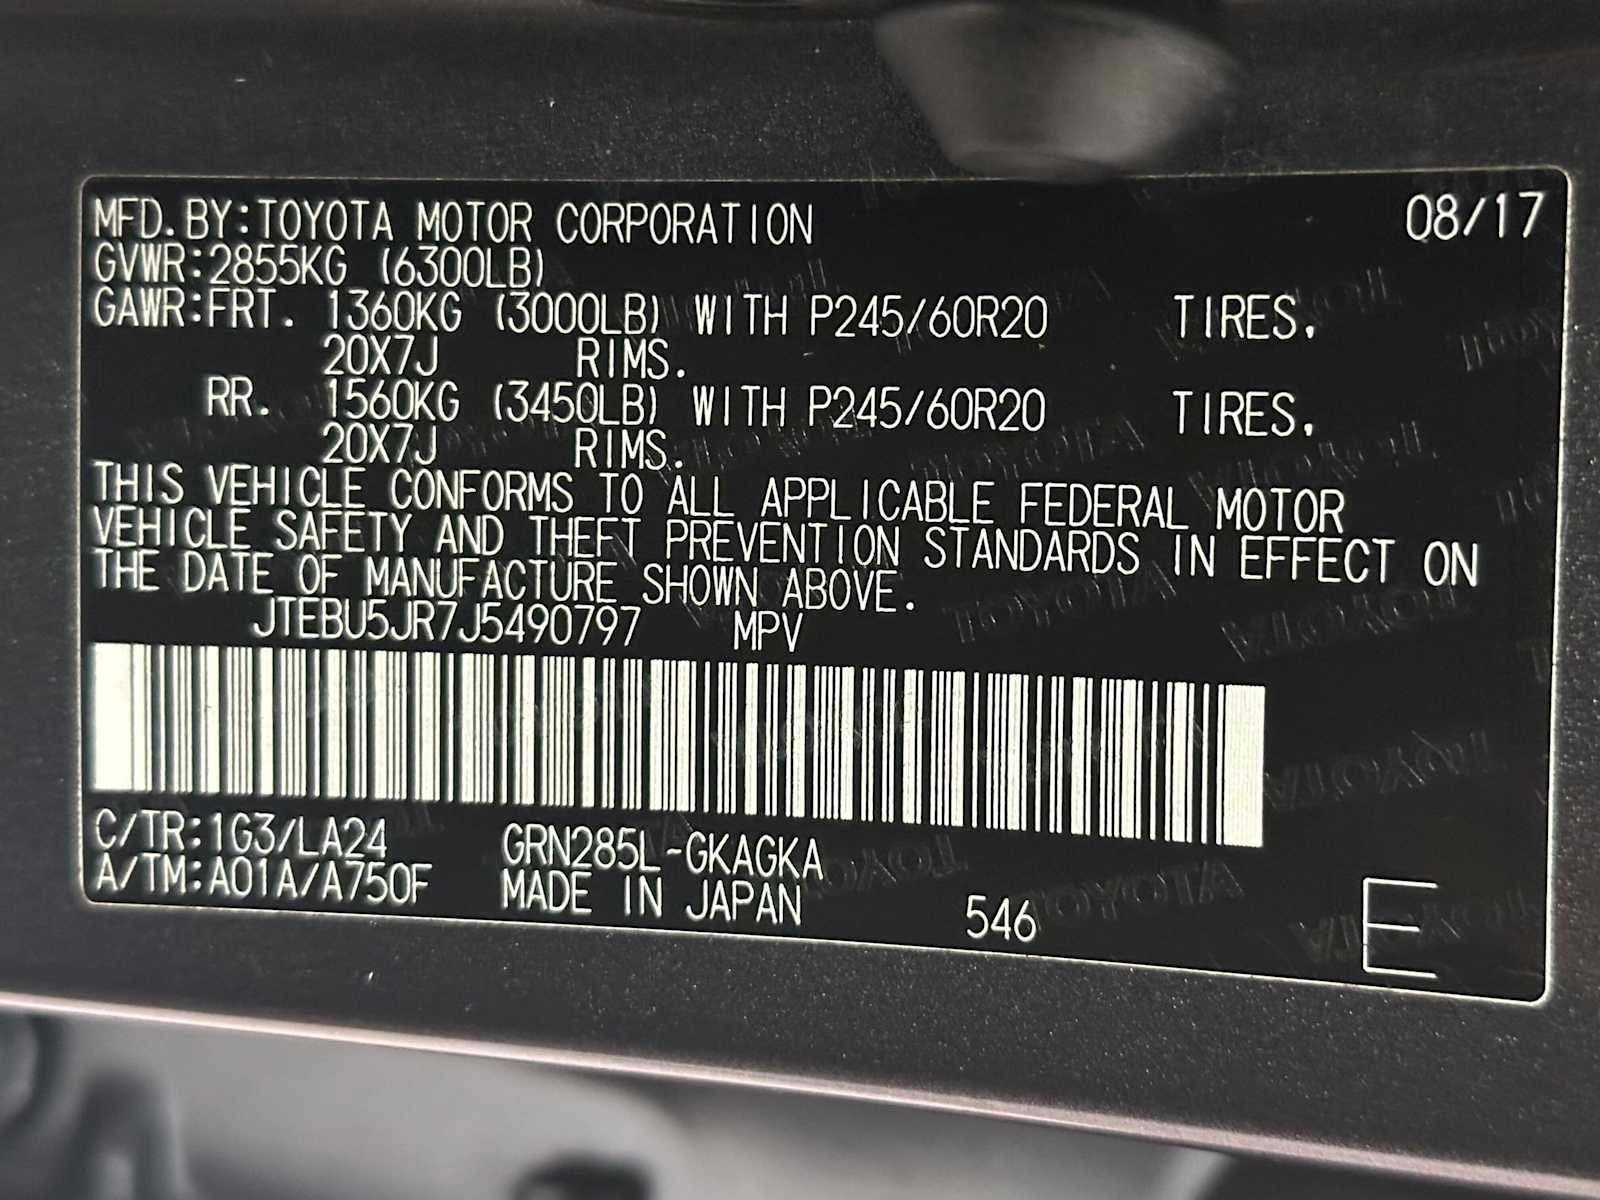 MFD.BY:TOYOTA MOTOR CORPORATION 08/17
GVWR:2855KG (6300LB)
GAWR:FRT. 1360KG (3000LB) WITH P245/60R20 TIRES.
20X7J RIMS.
RR. 1560KG (3450LB) WITH P245/60R20 TIRES.
20X7J RIMS.
THIS VEHICLE CONFORMS TO ALL APPLICABLE FEDERAL MOTOR
VEHICLE SAFETY AND THEFT PREVENTION STANDARDS IN EFFECT ON
THE DATE OF MANUFACTURE SHOWN ABOVE.
JTEBU5JR7J5490797 MPV
C/TR:1G3/LA24 GRN285L-GKAGKA
A/TM:A01A/A750F MADE IN JAPAN 546 E